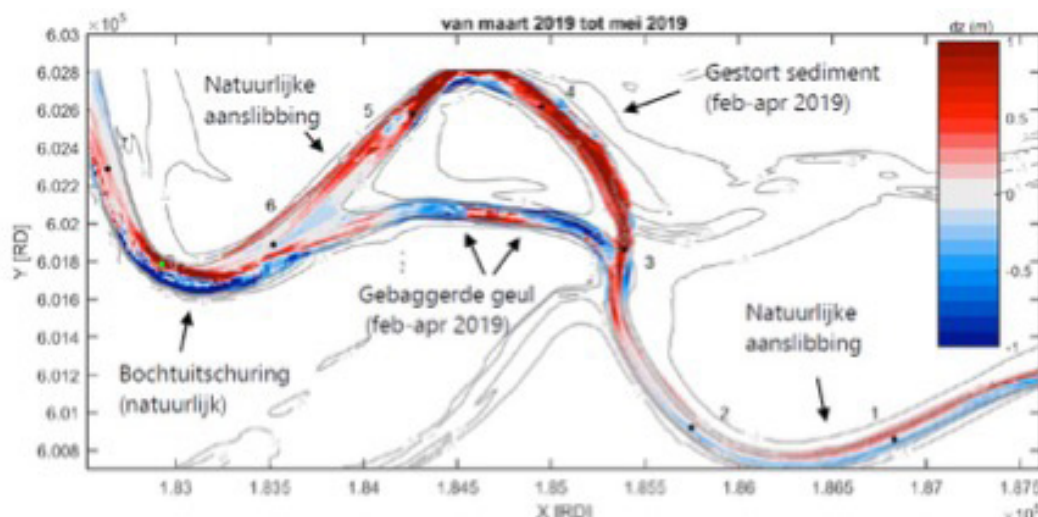 van maart 2019 tot mei 2019
×10⁵
dz (m)
6.03
6.028
6.026
6.024
6.022
6.02
6.018
6.016
6.014
6.012
6.01
6.008
Y [RD]
Natuurlijke
aanslibbing
5
4
Gestort sediment
(feb-apr 2019)
1
0.5
0
-0.5
-1
7
6
3
Gebaggerde geul
(feb-apr 2019)
Bochtuitschuring
(natuurlijk)
Natuurlijke
aanslibbing
2
1
1.83
1.835
1.84
1.845
1.85
1.855
1.86
1.865
1.87
1.875
X [RD]
×10⁵